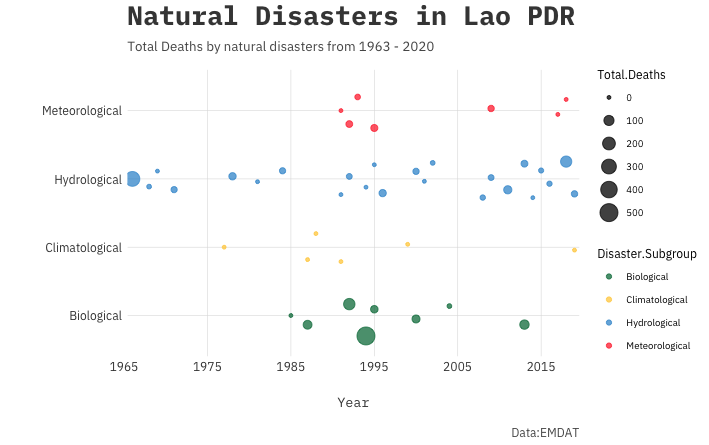 Natural Disasters in Lao PDR
Total Deaths by natural disasters from 1963 - 2020
Meteorological
Hydrological
Climatological
Biological
1965 1975 1985 1995 2005 2015
Year
Total.Deaths
0
100
200
300
400
500
Disaster.Subgroup
Biological
Climatological
Hydrological
Meteorological
Data:EMDAT